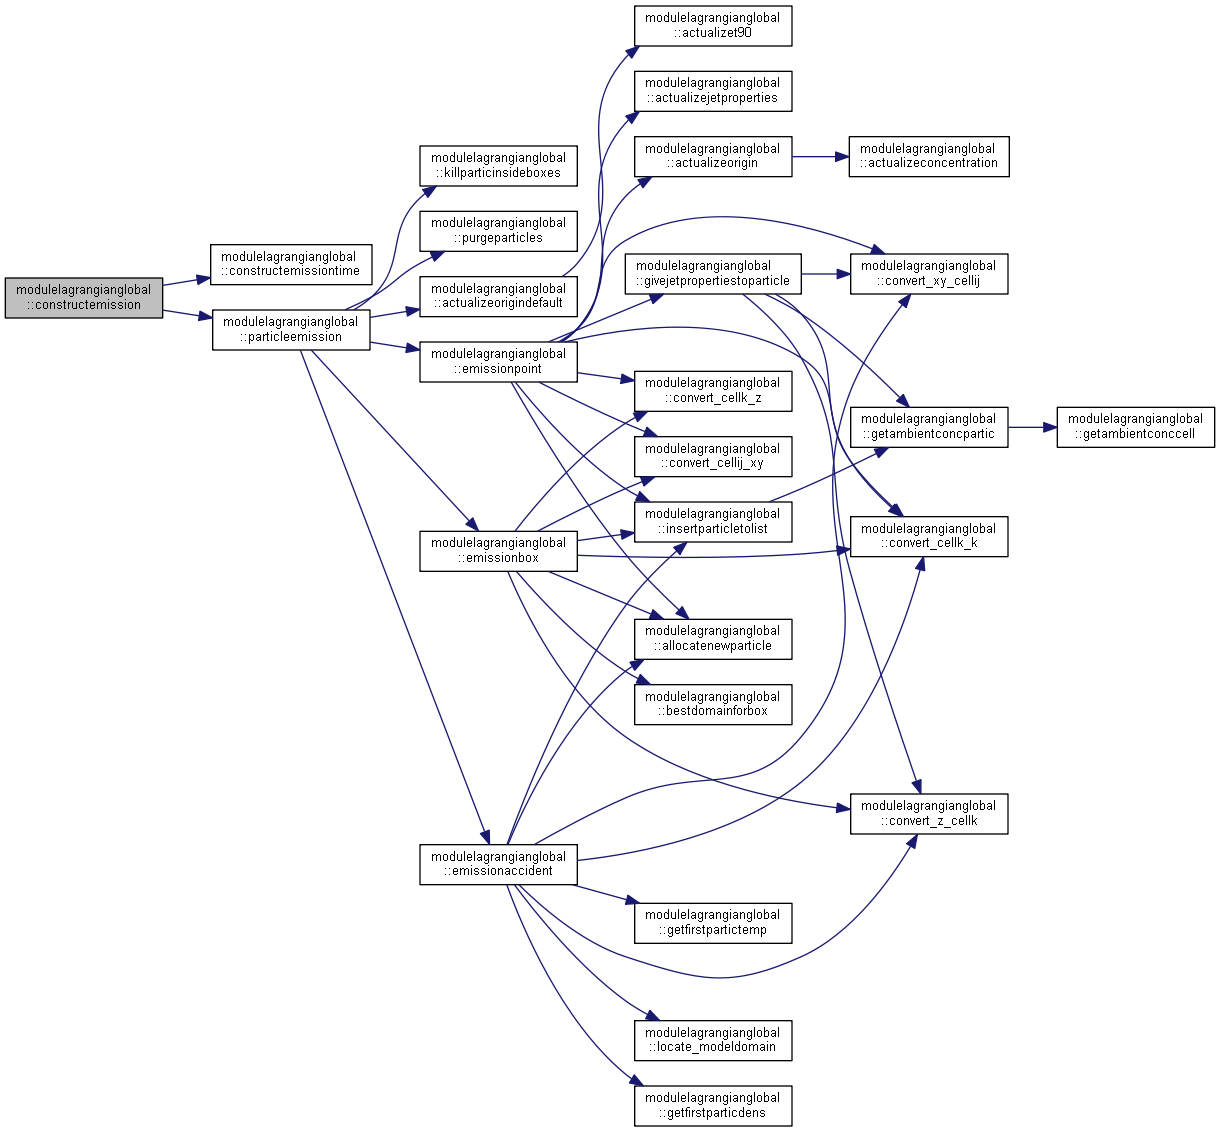 modulelagrangianglobal
::actualizet90
modulelagrangianglobal
::actualizejetproperties
modulelagrangianglobal
::actualizeorigin
modulelagrangianglobal
::actualizeconcentration
modulelagrangianglobal
::killparticinsideboxes
modulelagrangianglobal
::purgeparticles
modulelagrangianglobal
::constructemissiontime
modulelagrangianglobal
::givejetpropertiestoparticle
modulelagrangianglobal
::convert_xy_cellij
modulelagrangianglobal
::constructemission
modulelagrangianglobal
::actualizeorigindefault
modulelagrangianglobal
::particleemission
modulelagrangianglobal
::emissionpoint
modulelagrangianglobal
::convert_cellk_z
modulelagrangianglobal
::getambientconcpartic
modulelagrangianglobal
::getambientconccell
modulelagrangianglobal
::convert_cellij_xy
modulelagrangianglobal
::insertparticletolist
modulelagrangianglobal
::convert_cellk_k
modulelagrangianglobal
::emissionbox
modulelagrangianglobal
::allocatenewparticle
modulelagrangianglobal
::bestdomainforbox
modulelagrangianglobal
::convert_z_cellk
modulelagrangianglobal
::emissionaccident
modulelagrangianglobal
::getfirstpartictemp
modulelagrangianglobal
::locate_modeldomain
modulelagrangianglobal
::getfirstparticdens